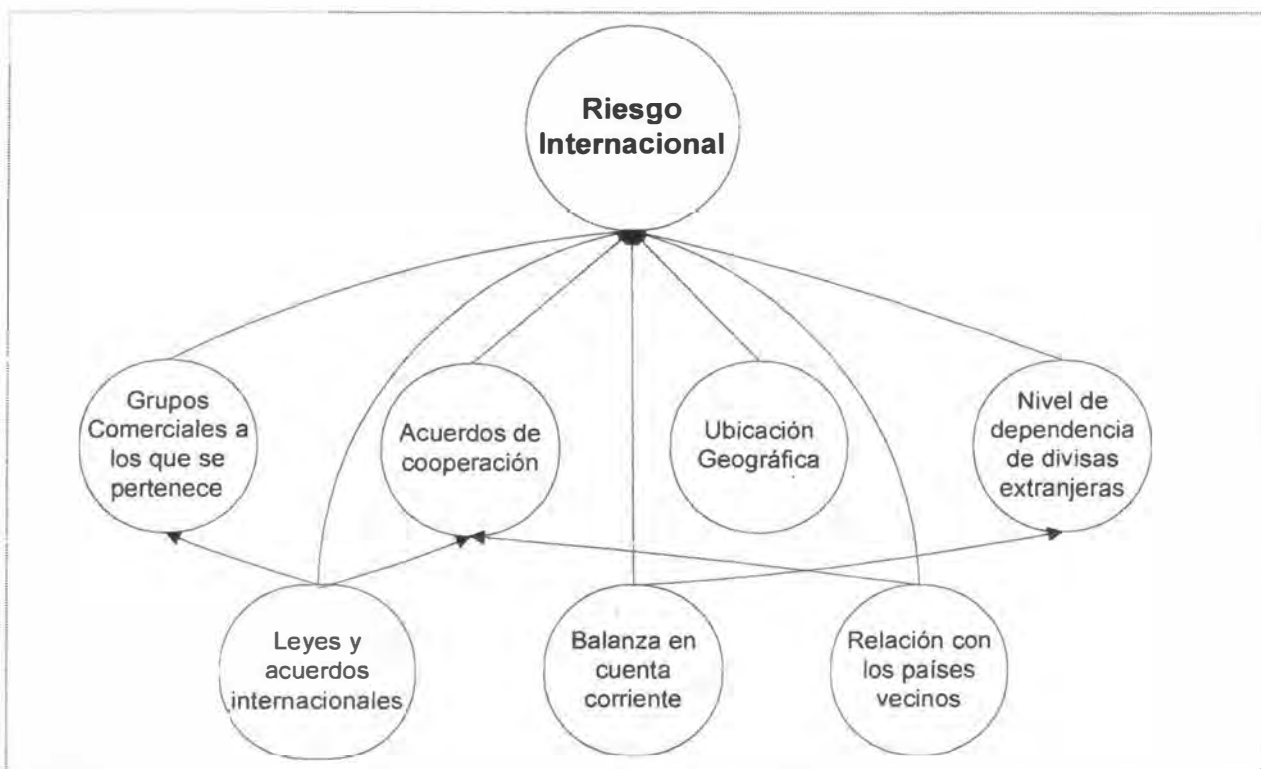 Riesgo
Internacional
Grupos
Comerciales a
los que se
pertenece
Acuerdos de
cooperación
Ubicación
Geográfica
Nivel de
dependencia
de divisas
extranjeras
Leyes y
acuerdos
internacionales
Balanza en
cuenta
corriente
Relación con
los países
vecinos